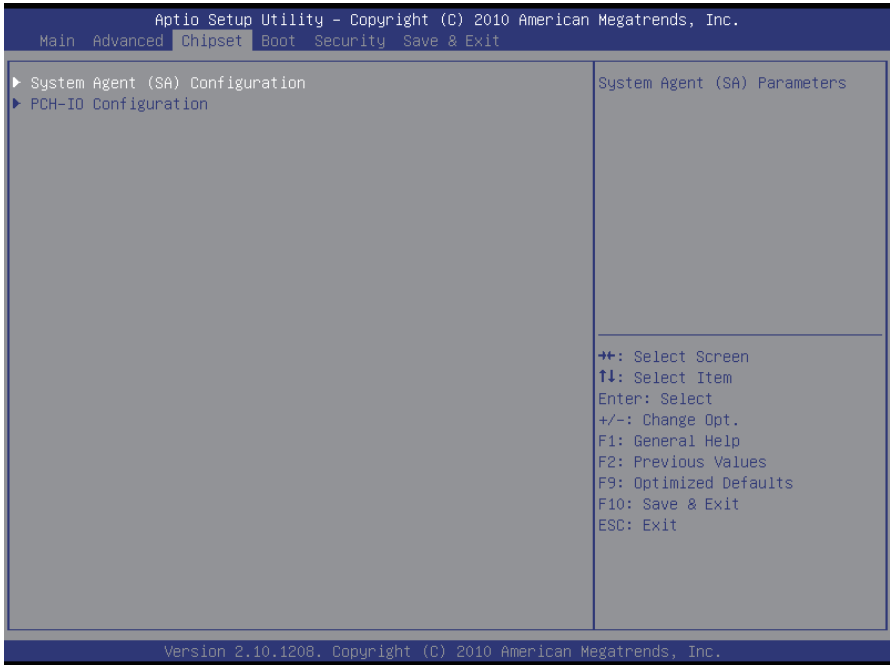 Aptio Setup Utility – Copyright (C) 2010 American Megatrends, Inc.
Main Advanced Chipset Boot Security Save & Exit
System Agent (SA) Configuration
PCH-IO Configuration
System Agent (SA) Parameters
→←: Select Screen
↑↓: Select Item
Enter: Select
+/-: Change Opt.
F1: General Help
F2: Previous Values
F9: Optimized Defaults
F10: Save & Exit
ESC: Exit
Version 2.10.1208. Copyright (C) 2010 American Megatrends, Inc.